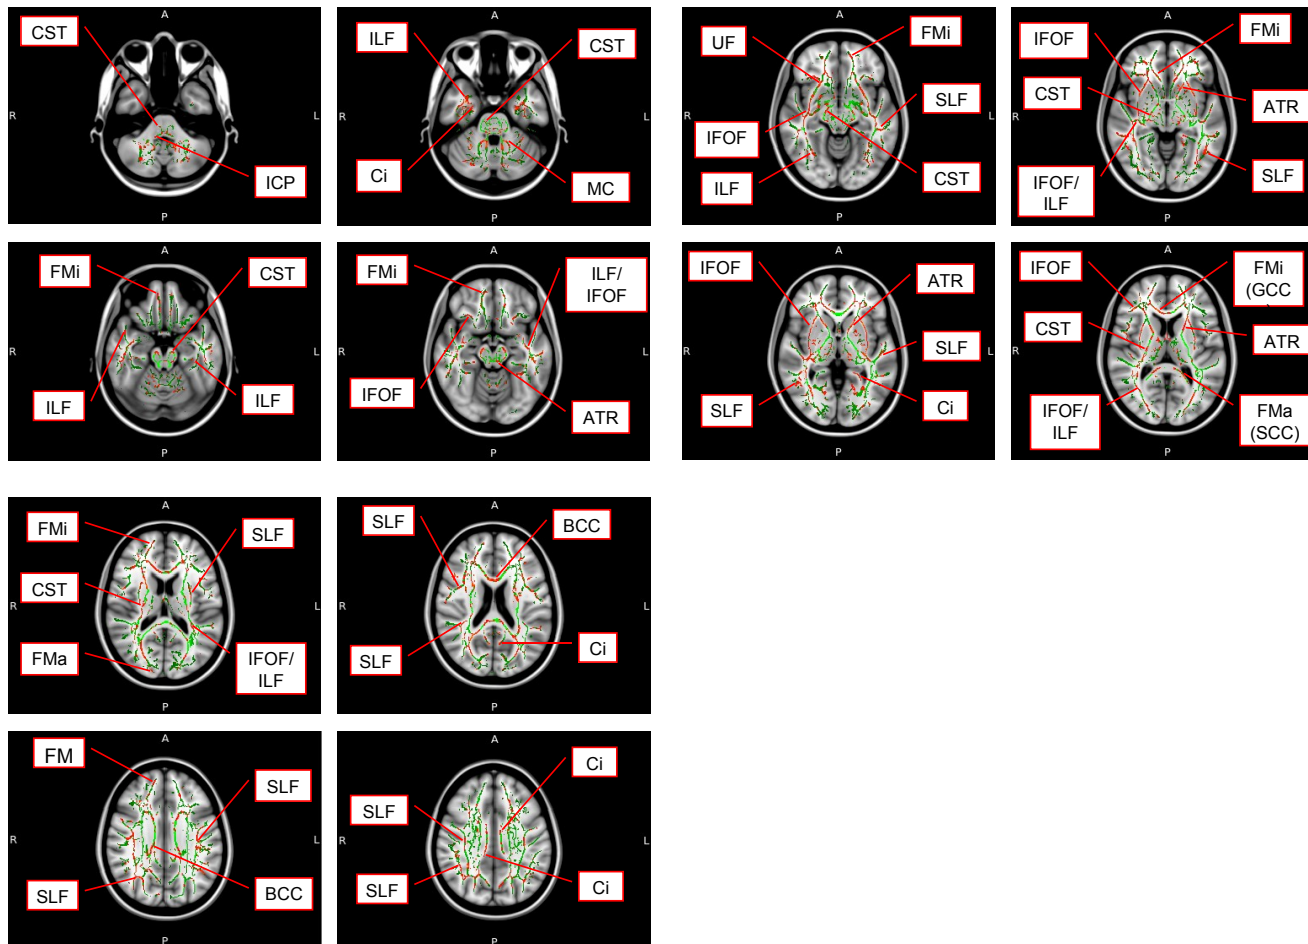 A
CST
R
ICP
P
A
ILF
CST
Ci
MC
P
A
UF
FMi
SLF
IFOF
ILF
CST
L
P
A
IFOF
FMi
CST
ATR
IFOF/
ILF
SLF
P
A
FMi
CST
R
ILF
ILF
P
A
FMi
ILF/
IFOF
R
IFOF
ATR
P
A
IFOF
ATR
R
SLF
SLF
Ci
L
P
A
IFOF
FMi
(GCC
)
CST
R
ATR
IFOF/
ILF
FMa
(SCC)
P
A
FMi
SLF
CST
R
L
FMa
IFOF/
ILF
P
A
SLF
BCC
R
SLF
Ci
P
A
FM
SLF
R
L
SLF
BCC
P
A
Ci
SLF
R
SLF
Ci
P